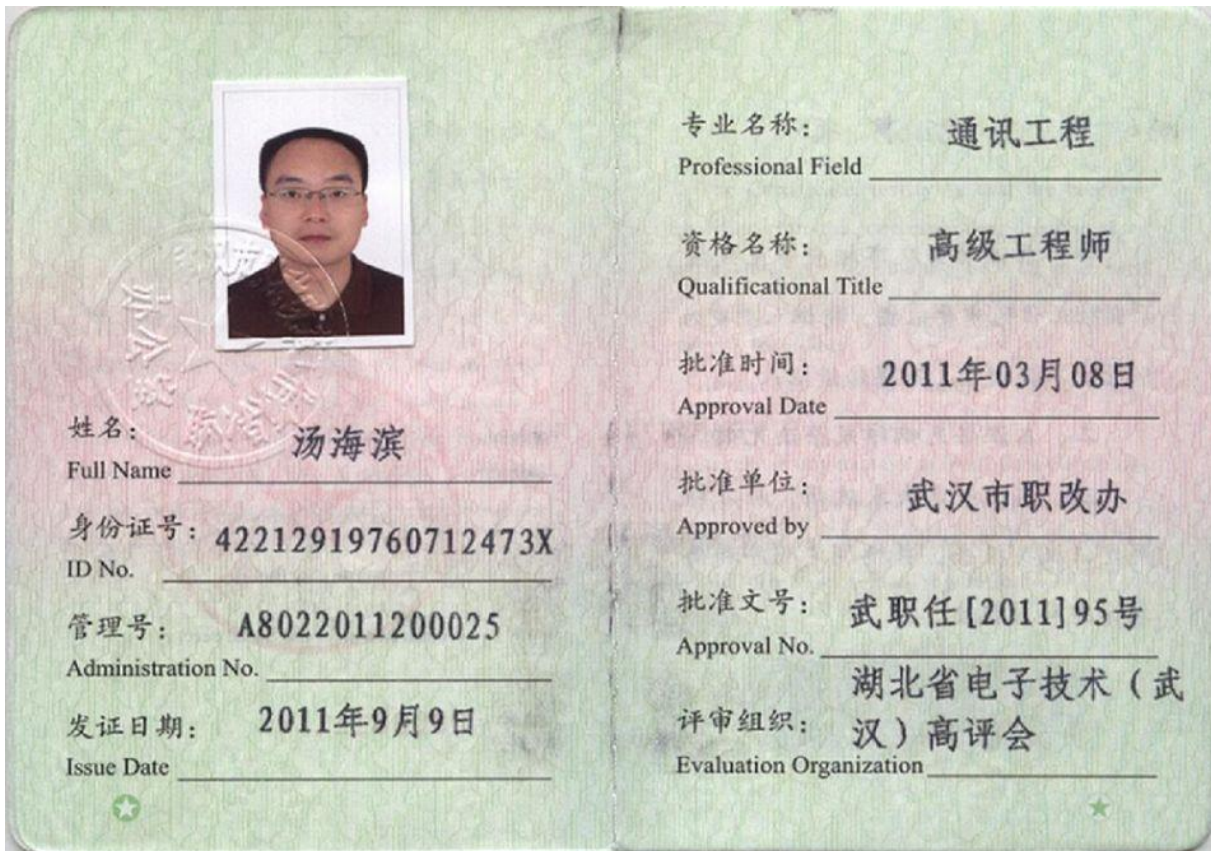 姓名： 汤海滨
Full Name
身份证号： 42212919760712473X
ID No.
管理号： A8022011200025
Administration No.
发证日期： 2011年9月9日
Issue Date
专业名称： 通讯工程
Professional Field
资格名称： 高级工程师
Qualificational Title
批准时间： 2011年03月08日
Approval Date
批准单位： 武汉市职改办
Approved by
批准文号： 武职任[2011]95号
Approval No.
湖北省电子技术（武
评审组织： 汉）高评会
Evaluation Organization